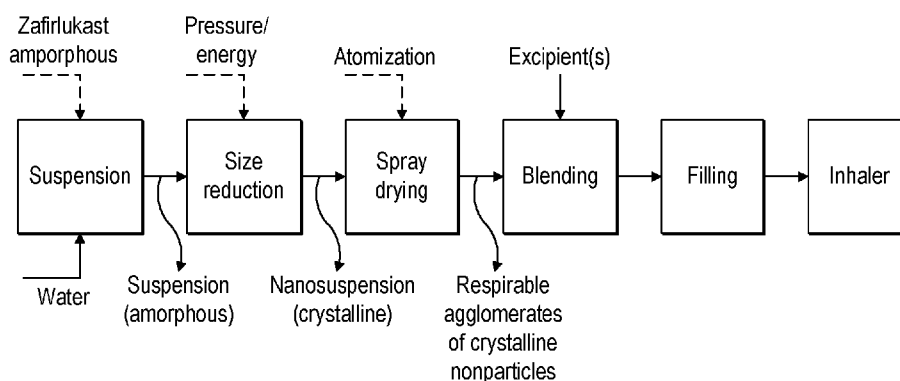 Zafirlukast
amporphous
Pressure/
energy
Atomization
Excipient(s)
Suspension
Size
reduction
Spray
drying
Blending
Filling
Inhaler
Water
Suspension
(amorphous)
Nanosuspension
(crystalline)
Respirable
agglomerates
of crystalline
nonparticles